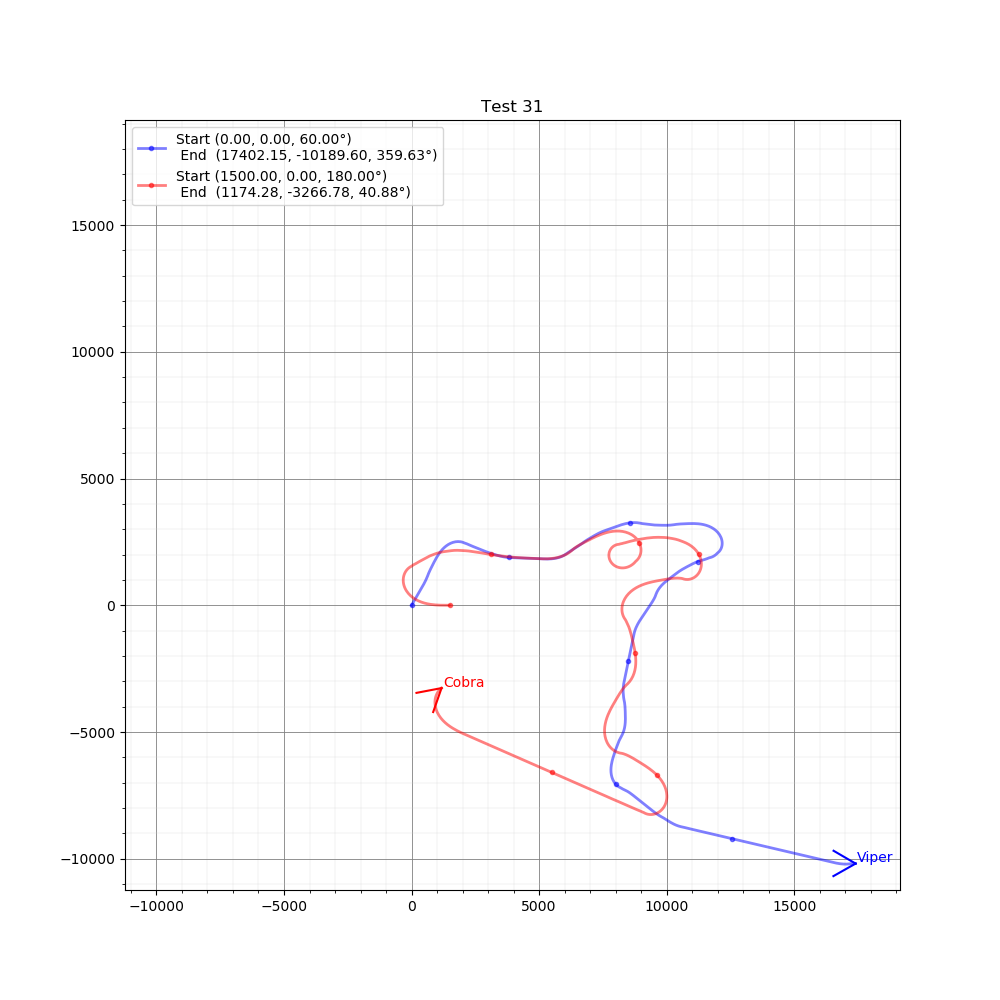 Test 31
Start (0.00, 0.00, 60.00°)
End (17402.15, -10189.60, 359.63°)
Start (1500.00, 0.00, 180.00°)
End (1174.28, -3266.78, 40.88°)
15000
10000
5000
0
−5000
−10000
Cobra
Viper
−10000
−5000
0
5000
10000
15000